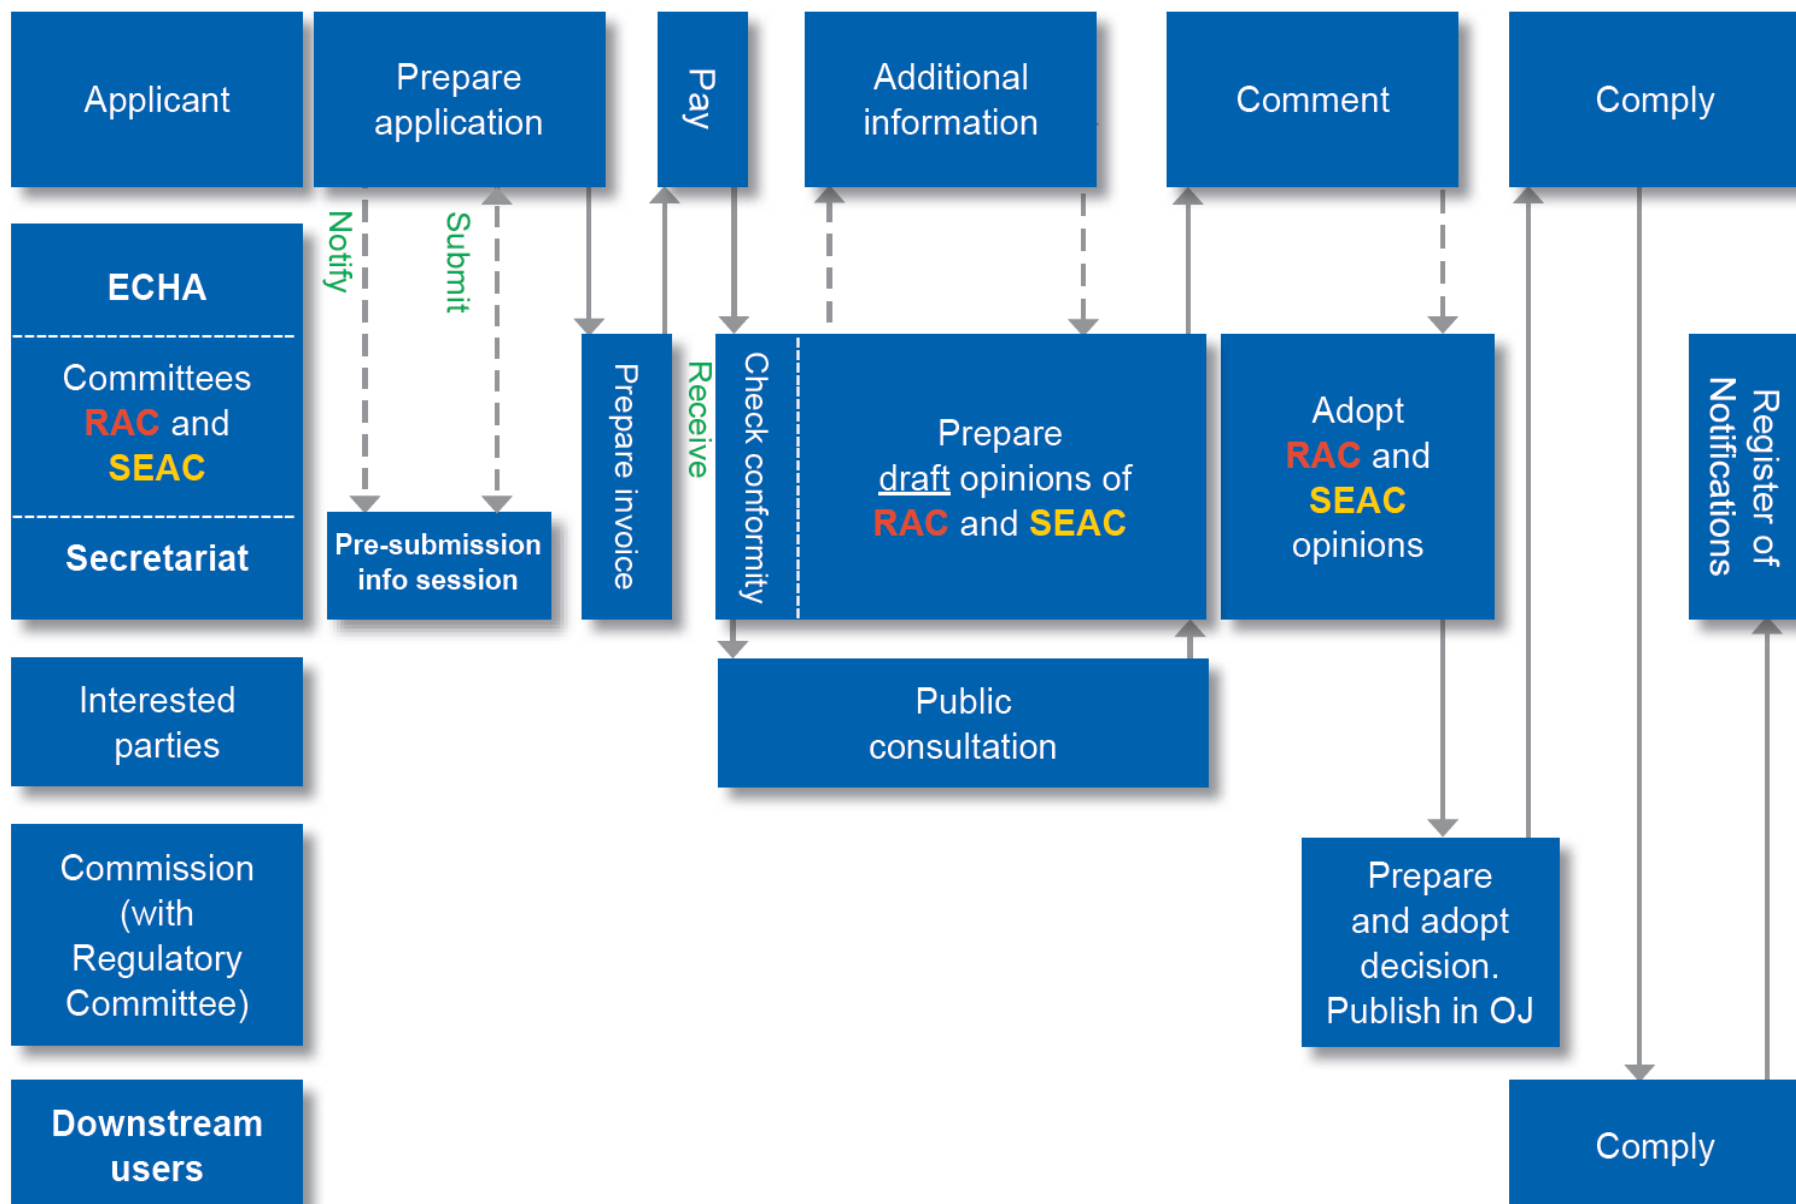 Applicant
Prepare
application
Pay
Additional
information
Comment
Comply
Notify
Submit
ECHA
Committees
RAC and
SEAC
Secretariat
Pre-submission
info session
Prepare invoice
Receive
Check conformity
Prepare
draft opinions of
RAC and SEAC
Adopt
RAC and
SEAC
opinions
Register of
Notifications
Interested
parties
Public
consultation
Commission
(with
Regulatory
Committee)
Prepare
and adopt
decision.
Publish in OJ
Downstream
users
Comply